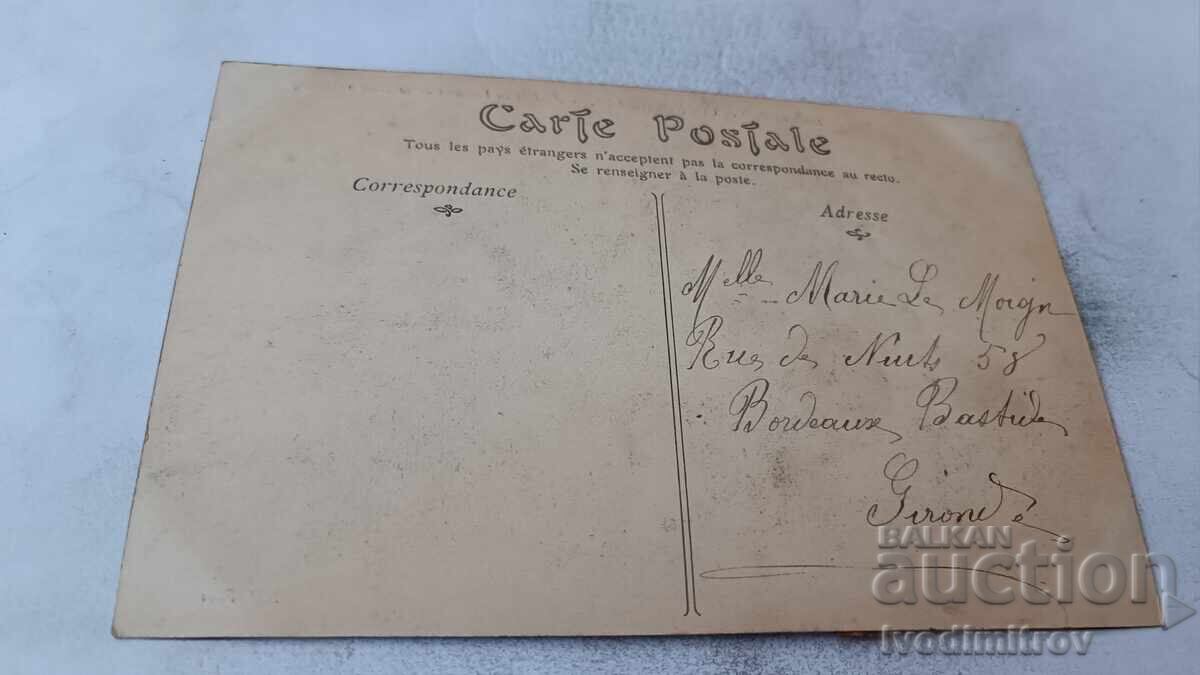 Carte Postale
Tous les pays étrangers n'acceptent pas la correspondance au recto.
Se renseigner à la poste.
Correspondance
Adresse
Melle Marie Le Moign
Rue de Nuits 58
Bordeaux Bastide
Gironde
BALKAN
auction
ivodimitrov